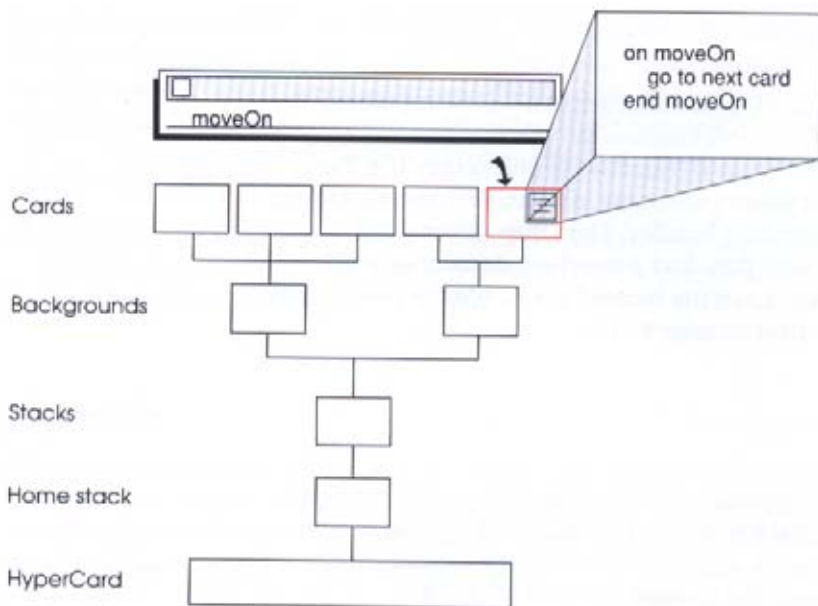 on moveOn
go to next card
end moveOn
moveOn
Cards
Backgrounds
Stacks
Home stack
HyperCard